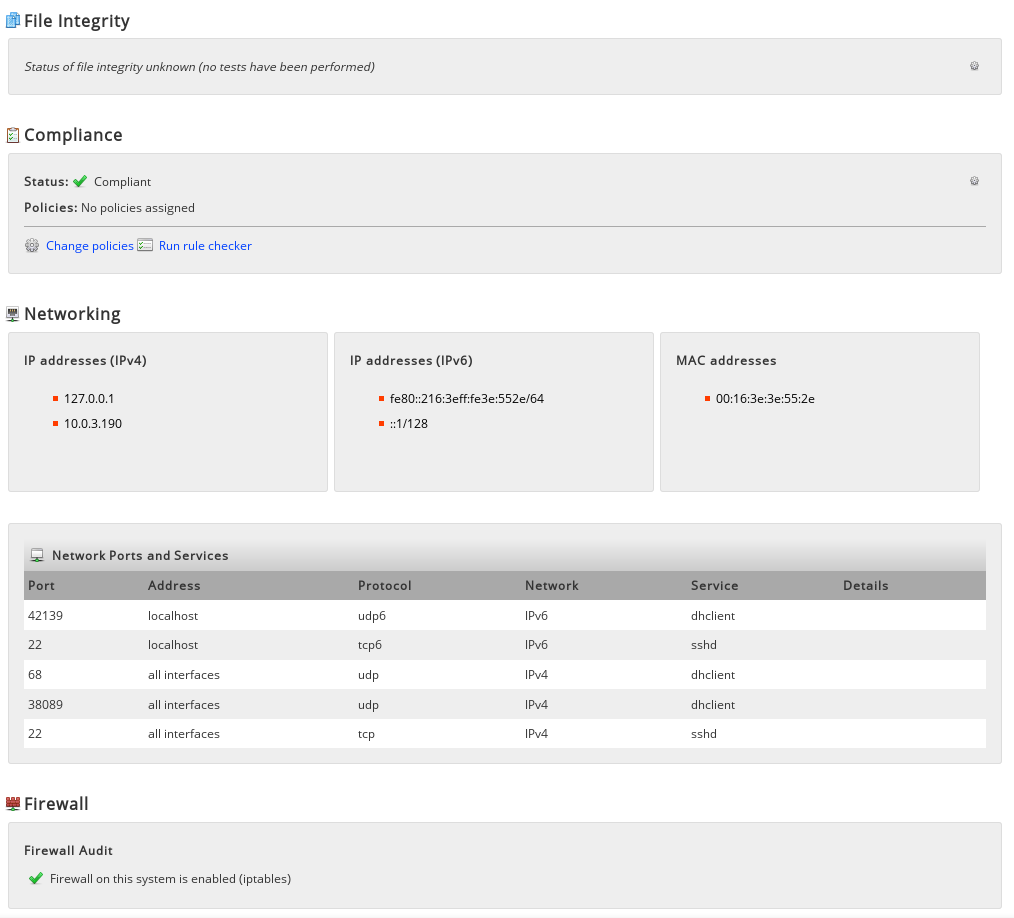 File Integrity
Status of file integrity unknown (no tests have been performed)
Compliance
Status: Compliant
Policies: No policies assigned
Change policies Run rule checker
Networking
IP addresses (IPv4)
127.0.0.1
10.0.3.190
IP addresses (IPv6)
fe80::216:3eff:fe3e:552e/64
::1/128
MAC addresses
00:16:3e:3e:55:2e
Network Ports and Services
Port Address Protocol Network Service Details
42139 localhost udp6 IPv6 dhclient
22 localhost tcp6 IPv6 sshd
68 all interfaces udp IPv4 dhclient
38089 all interfaces udp IPv4 dhclient
22 all interfaces tcp IPv4 sshd
Firewall
Firewall Audit
Firewall on this system is enabled (iptables)